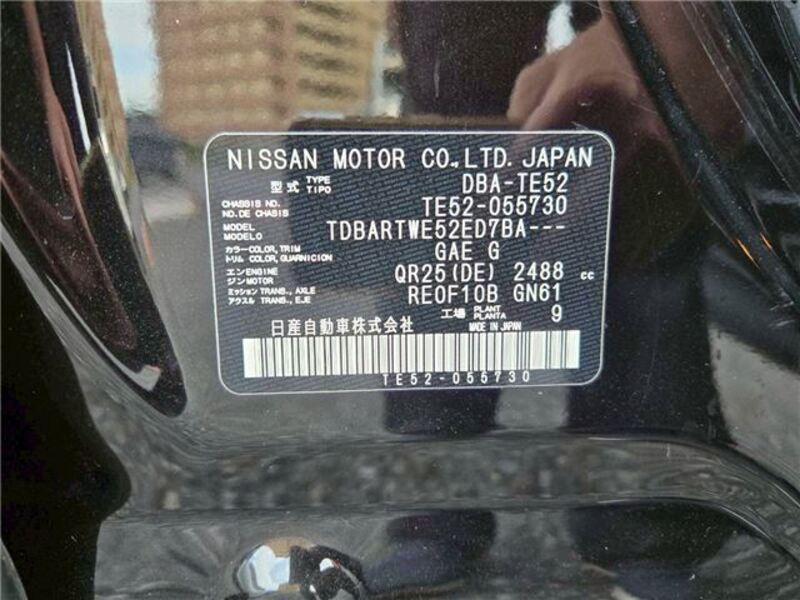 NISSAN MOTOR CO.,LTD. JAPAN
型式 TYPE TIPO DBA-TE52
CHASSIS NO. NO.DE CHASIS TE52-055730
MODEL MODELO TDBARTWE52ED7BA---
カラー COLOR, TRIM トリム COLOR, GUARNICION GAE G
エンジン ENGINE MOTOR QR25(DE) 2488 cc
ミッション TRANS., AXLE アクスル TRANS., EJE RE0F10B GN61
工場 PLANT PLANTA 9
日産自動車株式会社 MADE IN JAPAN
TE52-055730